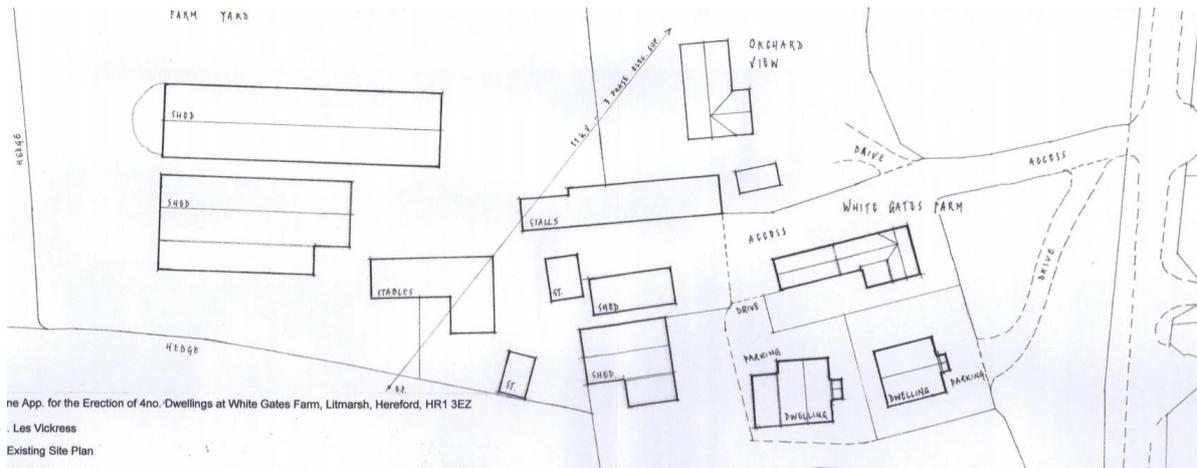 FARM YARD
ORCHARD
VIEW
11 KV 3 PHASE ELEC. SUP.
SHED
HEDGE
DRIVE
ACCESS
SHED
WHITE GATES FARM
STALLS
ACCESS
DRIVE
STABLES
ST.
SHED
DRIVE
HEDGE
PARKING
SHED
ST.
PARKING
DWELLING
DWELLING
ne App. for the Erection of 4no. Dwellings at White Gates Farm, Litmarsh, Hereford, HR1 3EZ
. Les Vickress
Existing Site Plan